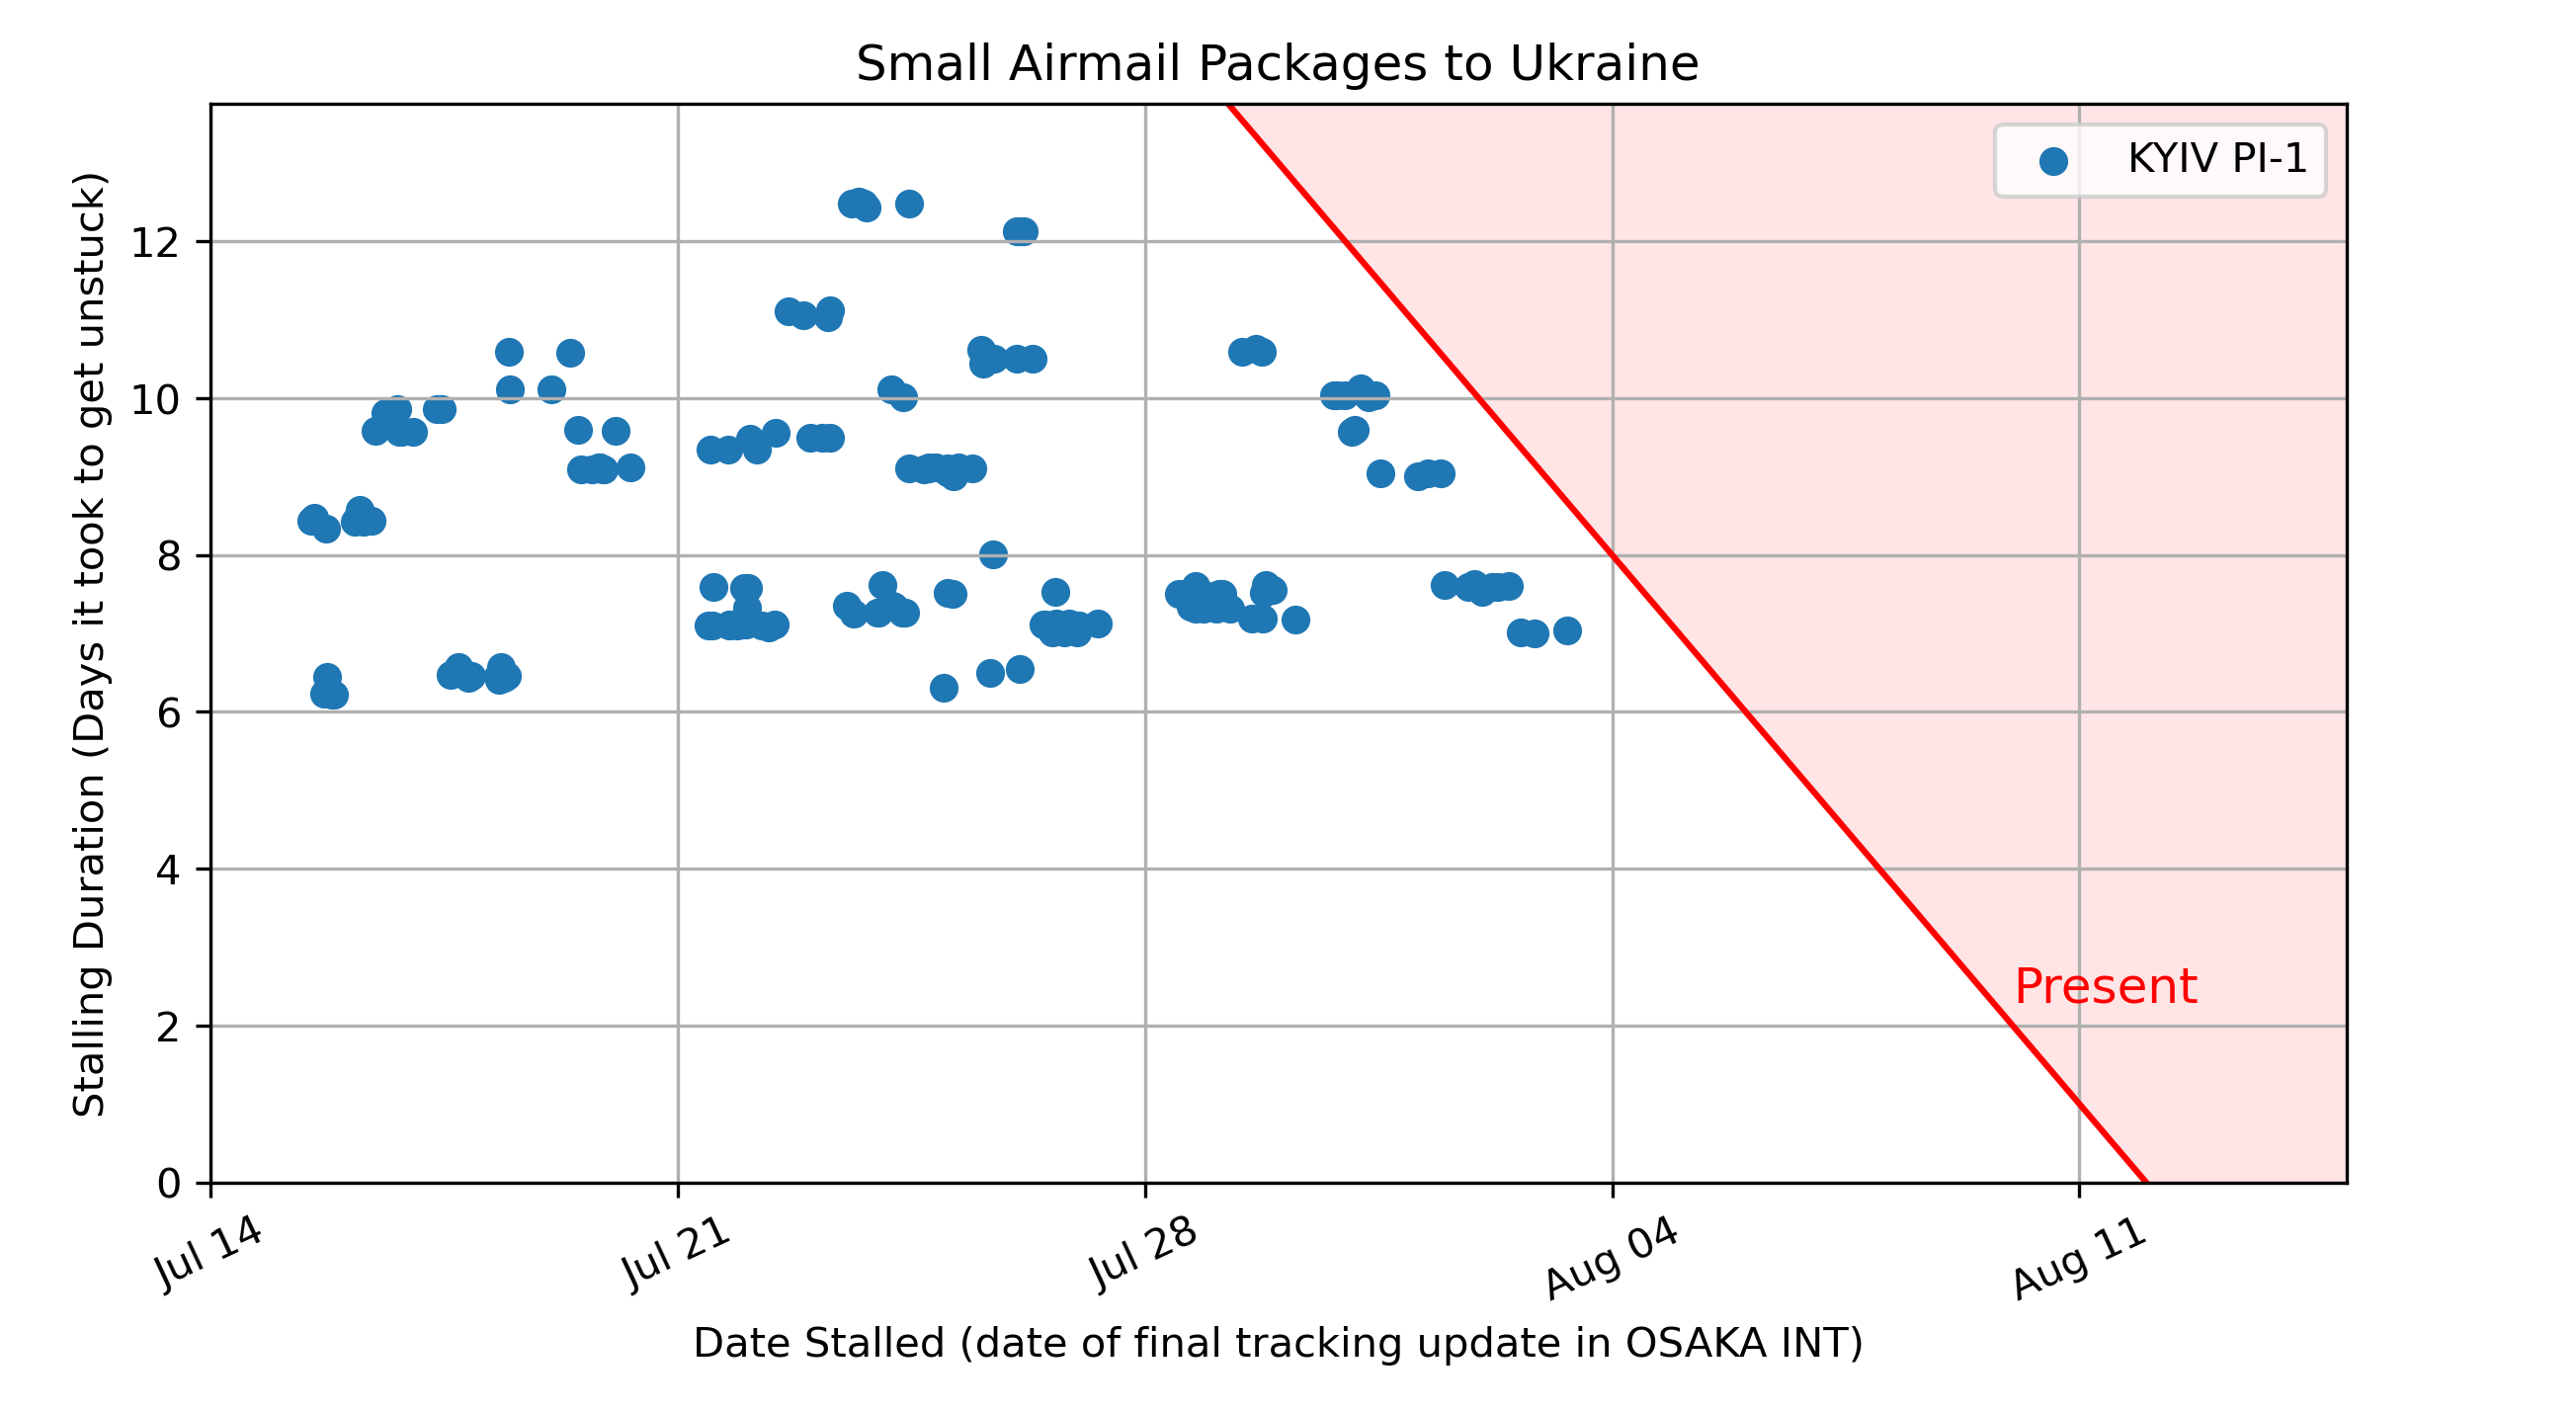 Small Airmail Packages to Ukraine
KYIV PI-1
Stalling Duration (Days it took to get unstuck)
12
10
8
6
4
2
0
Present
Jul 14
Jul 21
Jul 28
Aug 04
Aug 11
Date Stalled (date of final tracking update in OSAKA INT)